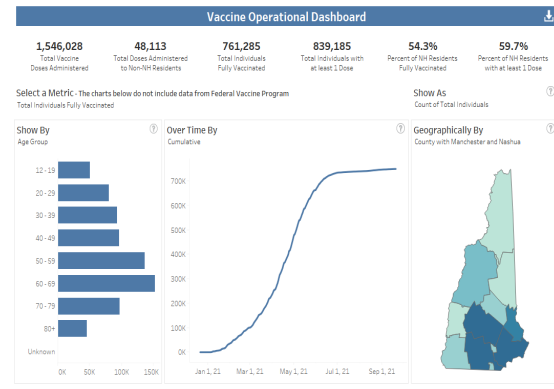 Vaccine Operational Dashboard
1,546,028
Total Vaccine
Doses Administered
48,113
Total Doses Administered
to Non-NH Residents
761,285
Total Individuals
Fully Vaccinated
839,185
Total Individuals with
at least 1 Dose
54.3%
Percent of NH Residents
Fully Vaccinated
59.7%
Percent of NH Residents
with at least 1 Dose
Select a Metric - The charts below do not include data from Federal Vaccine Program
Total Individuals Fully Vaccinated
Show As
?
Count of Total Individuals
Show By
?
Age Group
12 - 19
20 - 29
30 - 39
40 - 49
50 - 59
60 - 69
70 - 79
80+
Unknown
0K 50K 100K 150K
Over Time By
?
Cumulative
700K
600K
500K
400K
300K
200K
100K
0K
Jan 1, 21 Mar 1, 21 May 1, 21 Jul 1, 21 Sep 1, 21
Geographically By
?
County with Manchester and Nashua